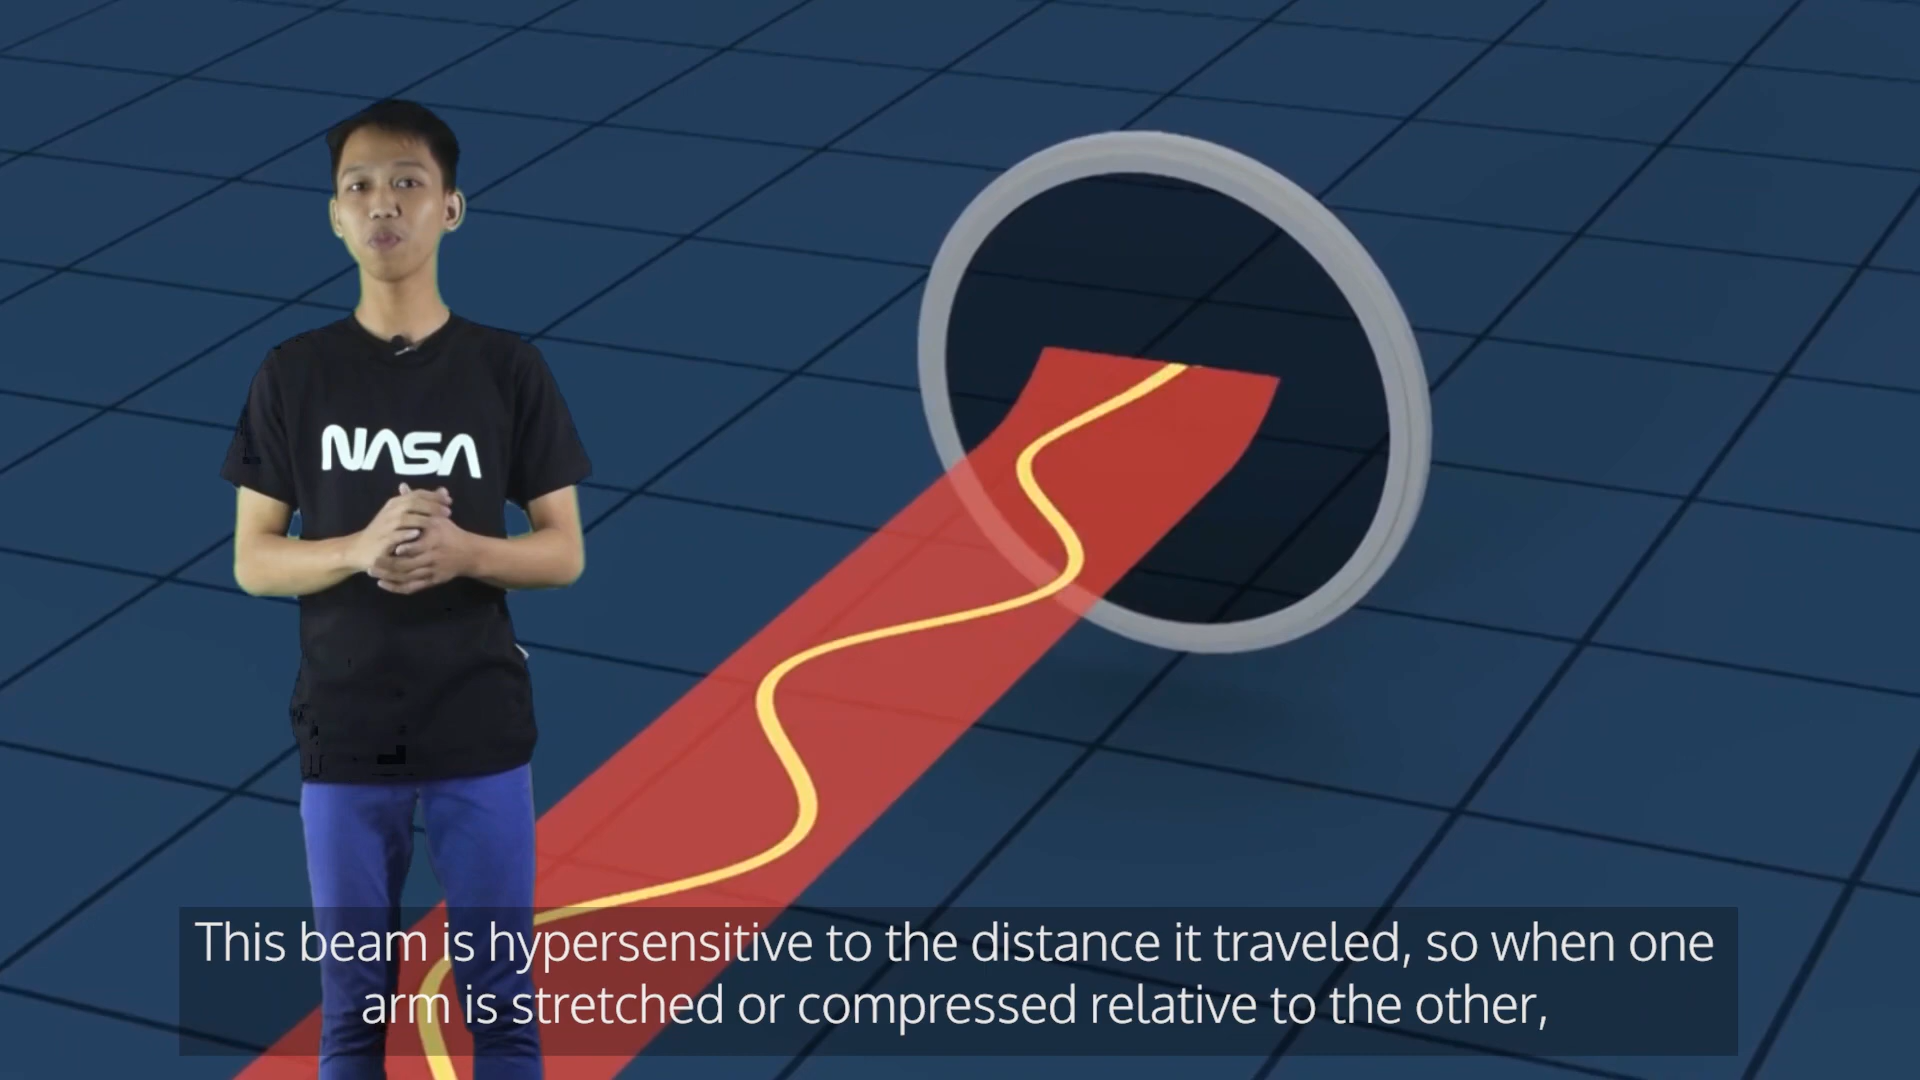 NASA
This beam is hypersensitive to the distance it traveled, so when one
arm is stretched or compressed relative to the other,